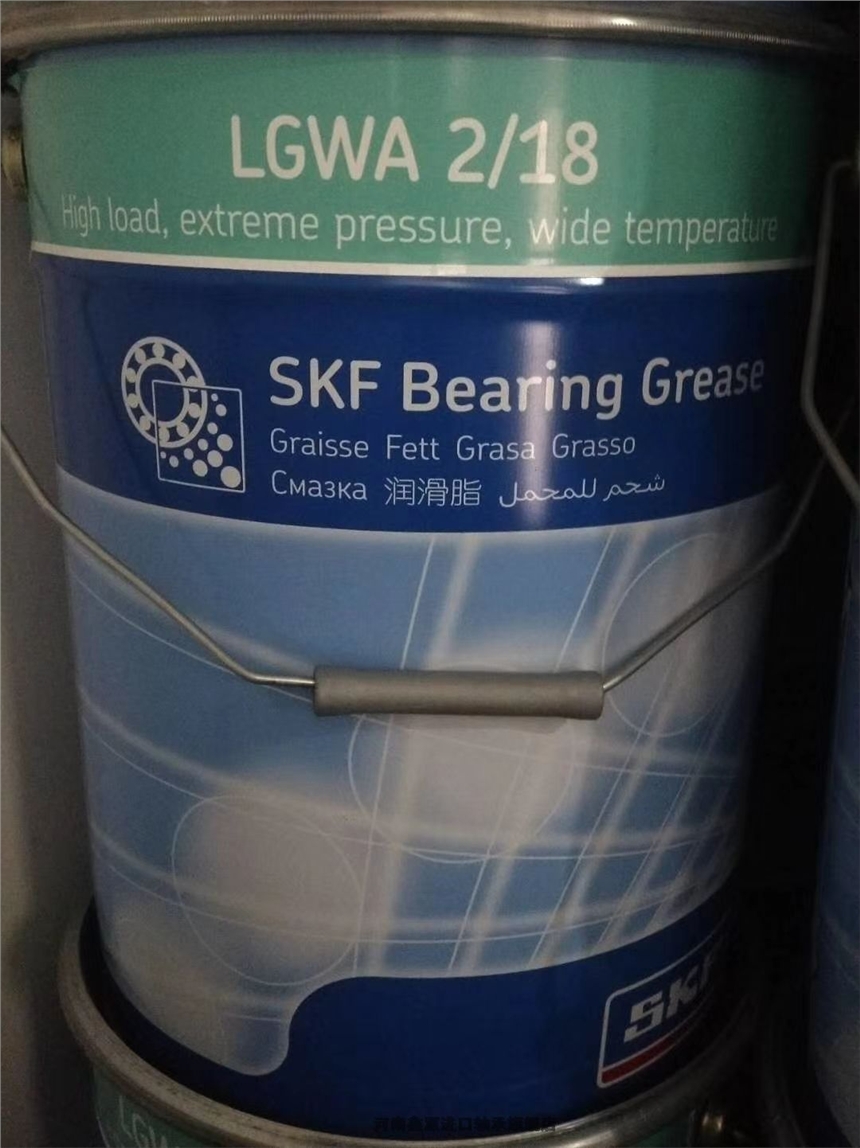 LGWA 2/18
High load, extreme pressure, wide temperature
SKF Bearing Grease
Graisse Fett Grasa Grasso
Смазка 润滑脂 شحم للمحمل
SKF
LGWA